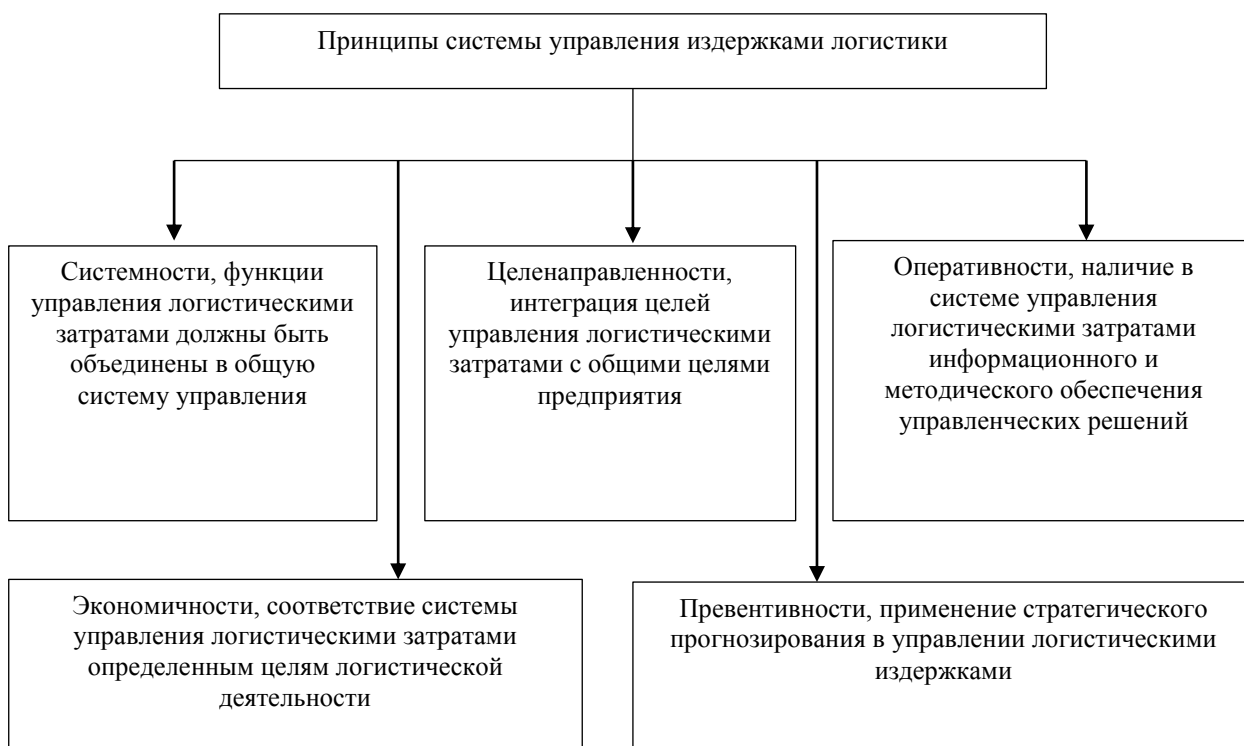 Принципы системы управления издержками логистики
Системности, функции
управления логистическими
затратами должны быть
объединены в общую
систему управления
Целенаправленности,
интеграция целей
управления логистическими
затратами с общими целями
предприятия
Оперативности, наличие в
системе управления
логистическими затратами
информационного и
методического обеспечения
управленческих решений
Экономичности, соответствие системы
управления логистическими затратами
определенным целям логистической
деятельности
Превентивности, применение стратегического
прогнозирования в управлении логистическими
издержками